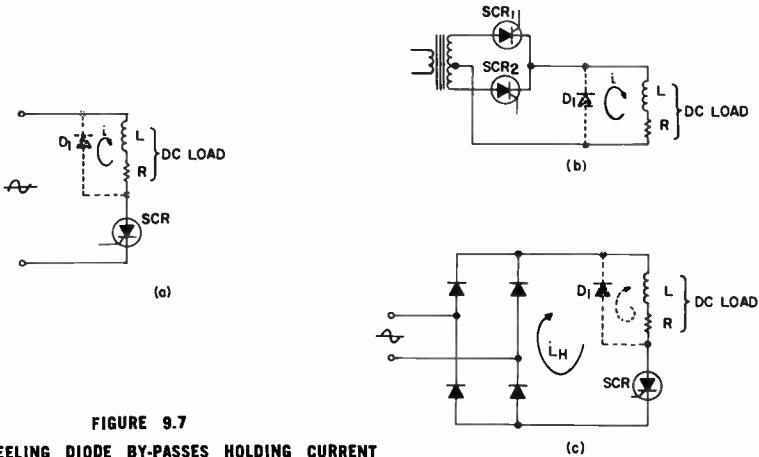 D1
i
L
R
DC LOAD
SCR
(a)
SCR1
SCR2
D1
i
L
R
DC LOAD
(b)
D1
L
R
DC LOAD
iH
SCR
(c)
FIGURE 9.7
EELING DIODE BY-PASSES HOLDING CURRENT